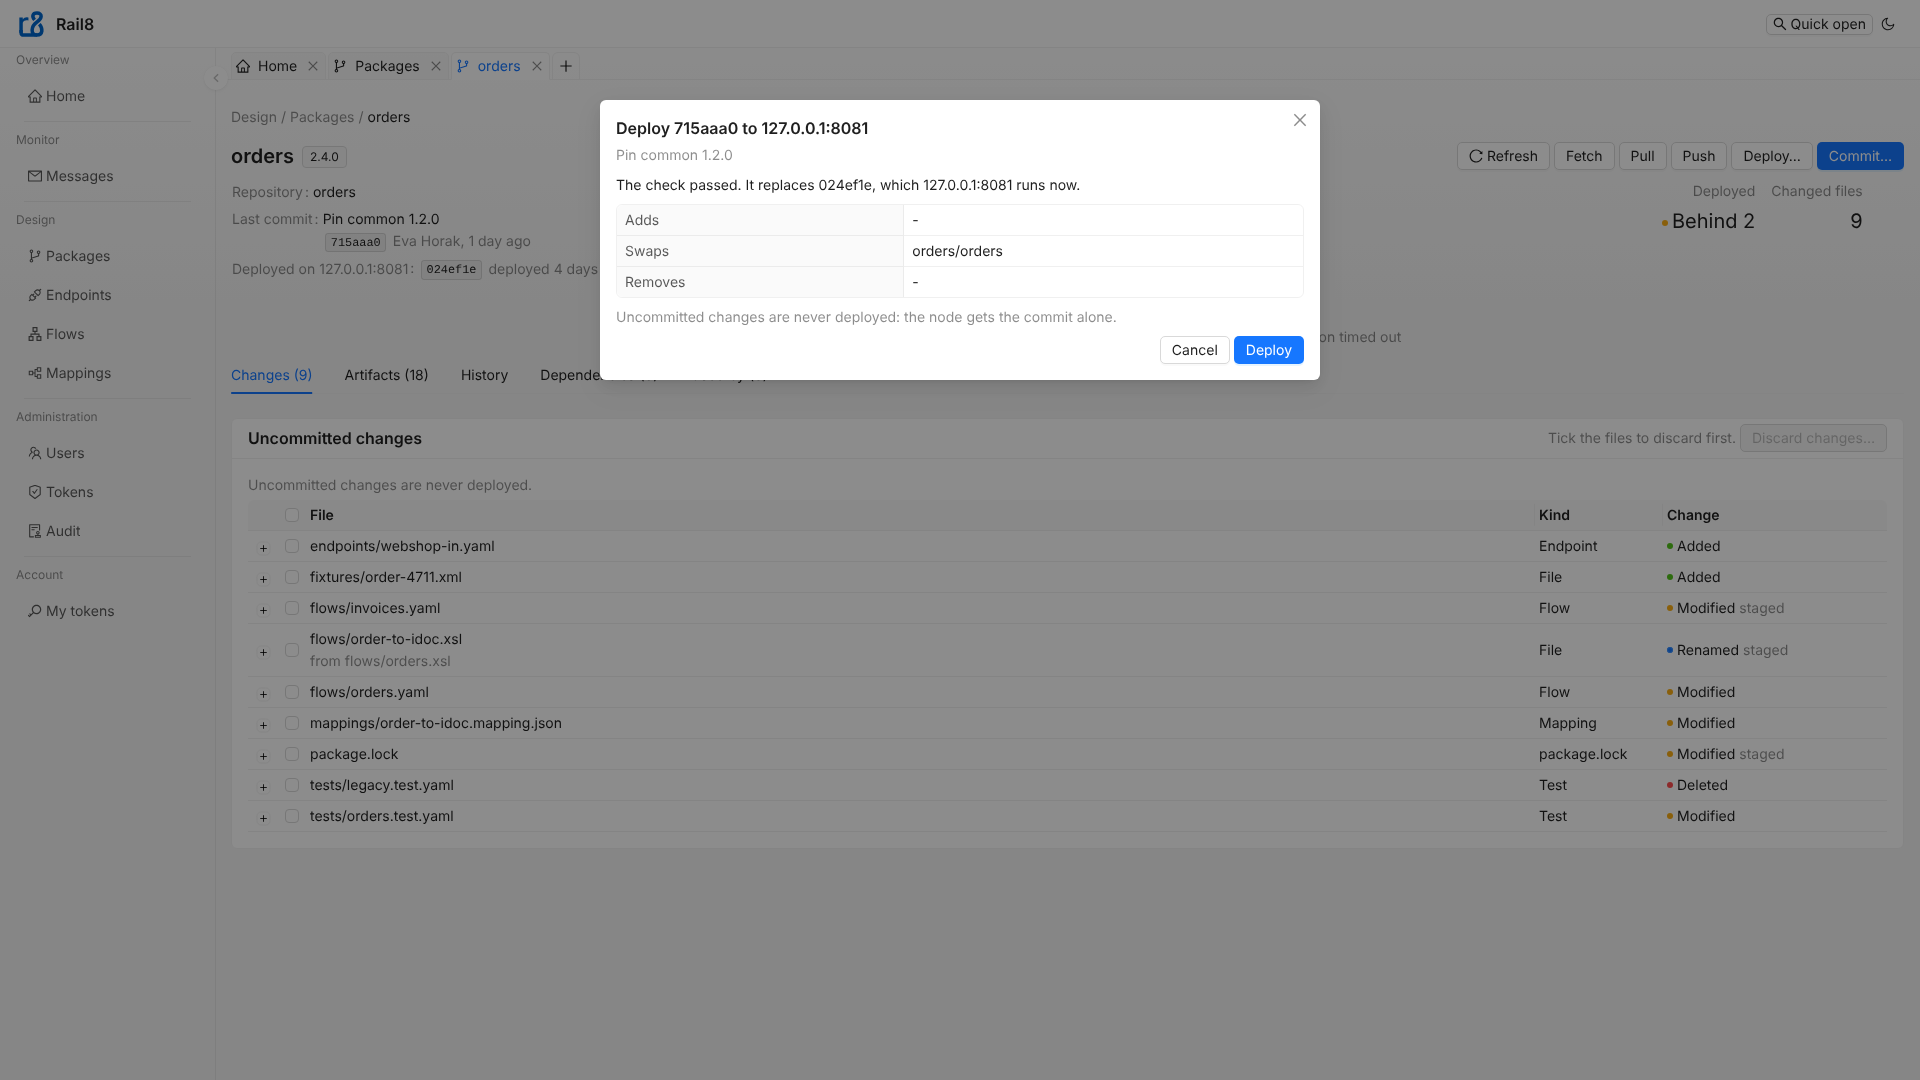 Rail8
Quick open
Overview
Home
Monitor
Messages
Design
Packages
Endpoints
Flows
Mappings
Administration
Users
Tokens
Audit
Account
My tokens
Home
Packages
orders
Design / Packages / orders
orders 2.4.0
Refresh
Fetch
Pull
Push
Deploy...
Commit...
Repository: orders
Last commit: Pin common 1.2.0
715aaa0 Eva Horak, 1 day ago
Deployed on 127.0.0.1:8081: 024ef1e deployed 4 days
Deployed
Behind 2
Changed files
9
on timed out
Deploy 715aaa0 to 127.0.0.1:8081
Pin common 1.2.0
The check passed. It replaces 024ef1e, which 127.0.0.1:8081 runs now.
Adds -
Swaps orders/orders
Removes -
Uncommitted changes are never deployed: the node gets the commit alone.
Cancel
Deploy
Changes (9)
Artifacts (18)
History
Uncommitted changes
Tick the files to discard first.
Discard changes...
Uncommitted changes are never deployed.
File Kind Change
endpoints/webshop-in.yaml Endpoint Added
fixtures/order-4711.xml File Added
flows/invoices.yaml Flow Modified staged
flows/order-to-idoc.xsl
from flows/orders.xsl
File Renamed staged
flows/orders.yaml Flow Modified
mappings/order-to-idoc.mapping.json Mapping Modified
package.lock package.lock Modified staged
tests/legacy.test.yaml Test Deleted
tests/orders.test.yaml Test Modified